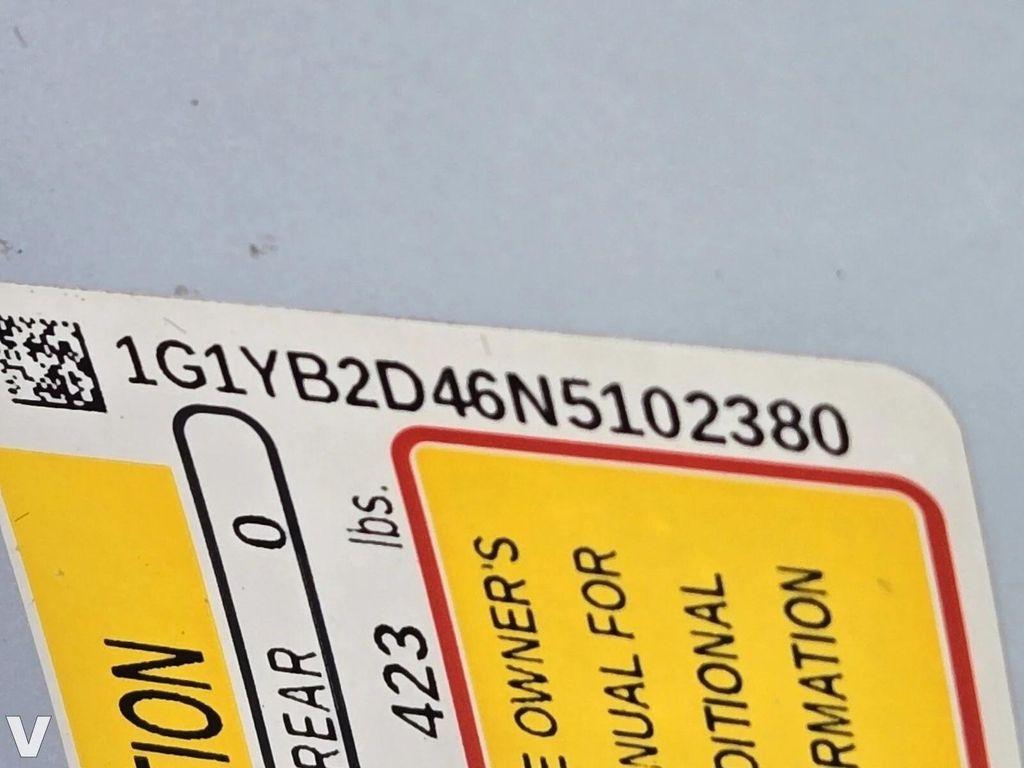 1G1YB2D46N5102380
TION
REAR 0
423 lbs.
E OWNER'S
NUAL FOR
DITIONAL
RMATION
V